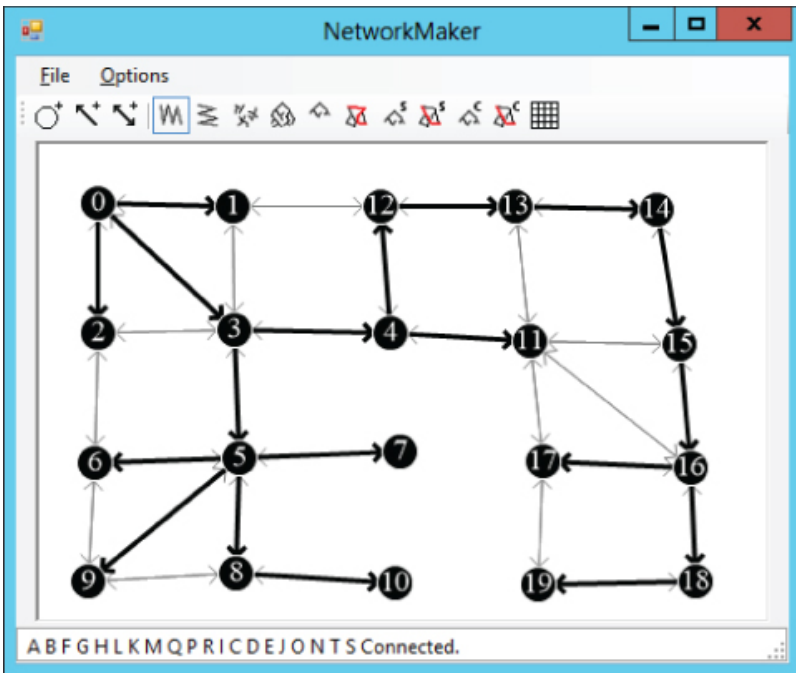 NetworkMaker
File Options
0 1 12 13 14
2 3 4 11 15
6 5 7 17 16
9 8 10 19 18
A B F G H L K M Q P R I C D E J O N T S Connected.